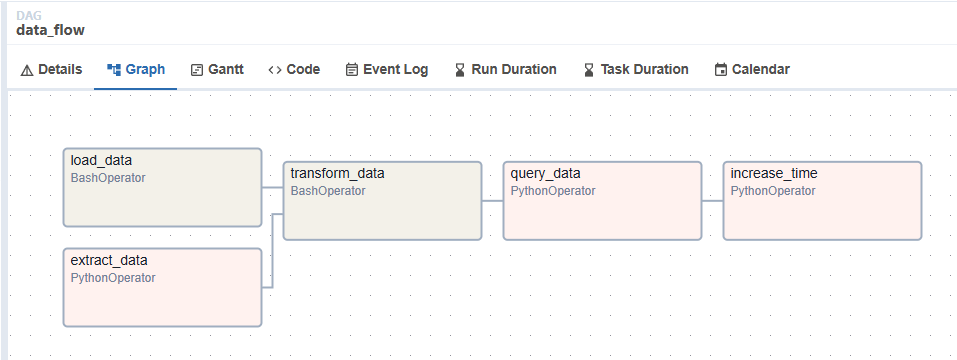 DAG
data_flow
Details
Graph
Gantt
Code
Event Log
Run Duration
Task Duration
Calendar
load_data
BashOperator
extract_data
PythonOperator
transform_data
BashOperator
query_data
PythonOperator
increase_time
PythonOperator